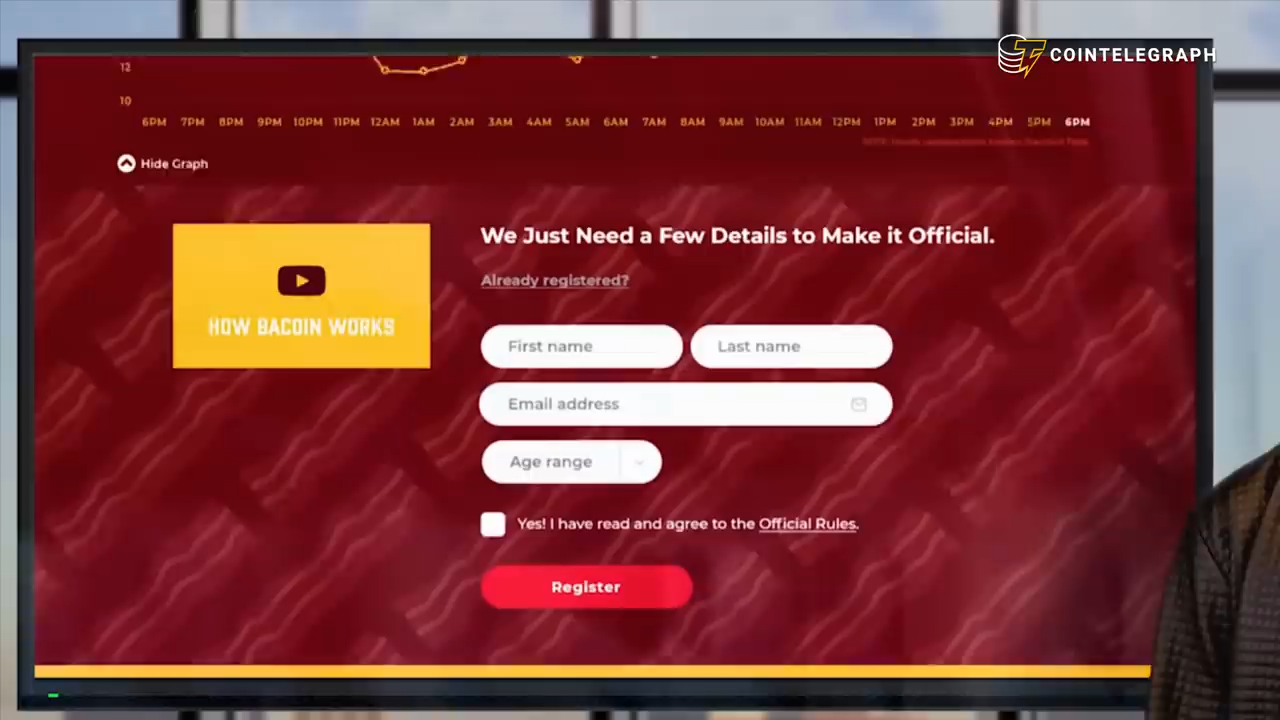 COINTELEGRAPH
12
10
6PM 7PM 8PM 9PM 10PM 11PM 12AM 1AM 2AM 3AM 4AM 5AM 6AM 7AM 8AM 9AM 10AM 11AM 12PM 1PM 2PM 3PM 4PM 5PM 6PM
Hide Graph
We Just Need a Few Details to Make it Official.
Already registered?
HOW BACOIN WORKS
First name Last name
Email address
Age range
Yes! I have read and agree to the Official Rules.
Register